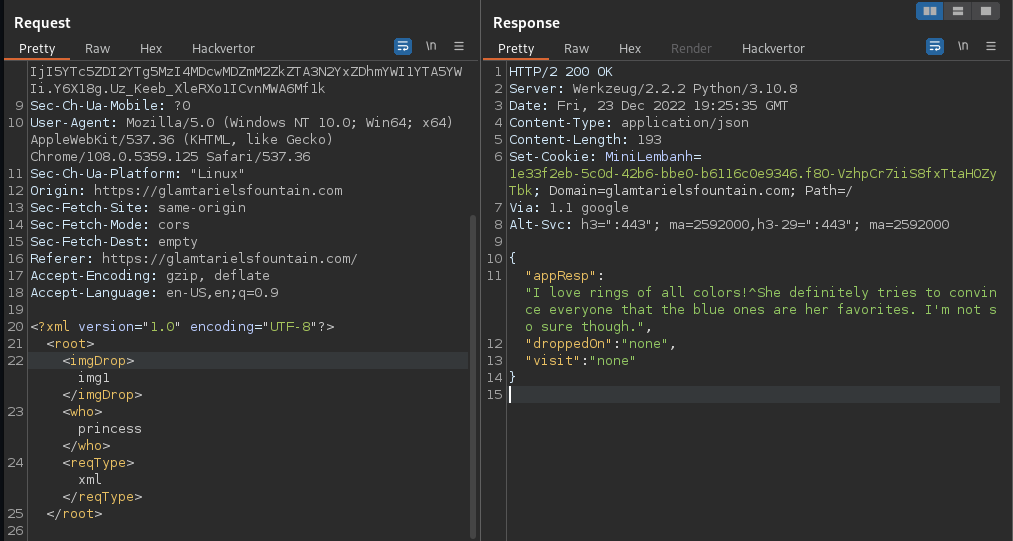 Request
Pretty Raw Hex Hackvertor \n
IjI5YTc5ZDI2YTg5MzI4MDcwMDZmM2ZkZTA3N2YxZDhmYWI1YTA5YW
Ii.Y6X18g.Uz_Keeb_XleRXo1ICvnMWA6Mf1k
9 Sec-Ch-Ua-Mobile: ?0
10 User-Agent: Mozilla/5.0 (Windows NT 10.0; Win64; x64)
AppleWebKit/537.36 (KHTML, like Gecko)
Chrome/108.0.5359.125 Safari/537.36
11 Sec-Ch-Ua-Platform: "Linux"
12 Origin: https://glamtarielsfountain.com
13 Sec-Fetch-Site: same-origin
14 Sec-Fetch-Mode: cors
15 Sec-Fetch-Dest: empty
16 Referer: https://glamtarielsfountain.com/
17 Accept-Encoding: gzip, deflate
18 Accept-Language: en-US,en;q=0.9
19
20 <?xml version="1.0" encoding="UTF-8"?>
21 <root>
22 <imgDrop>
img1
</imgDrop>
23 <who>
princess
</who>
24 <reqType>
xml
</reqType>
25 </root>
26
Response
Pretty Raw Hex Render Hackvertor \n
1 HTTP/2 200 OK
2 Server: Werkzeug/2.2.2 Python/3.10.8
3 Date: Fri, 23 Dec 2022 19:25:35 GMT
4 Content-Type: application/json
5 Content-Length: 193
6 Set-Cookie: MiniLembanh=
1e33f2eb-5c0d-42b6-bbe0-b6116c0e9346.f80-VzhpCr7iiS8fxTtaHOZy
Tbk; Domain=glamtarielsfountain.com; Path=/
7 Via: 1.1 google
8 Alt-Svc: h3=":443"; ma=2592000,h3-29=":443"; ma=2592000
9
10 {
11 "appResp":
"I love rings of all colors!^She definitely tries to convin
ce everyone that the blue ones are her favorites. I'm not s
o sure though.",
12 "droppedOn":"none",
13 "visit":"none"
14 }
15